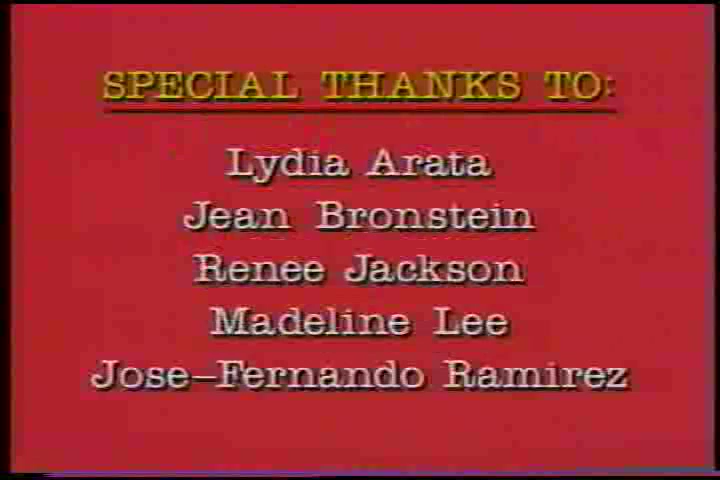 SPECIAL THANKS TO:
Lydia Arata
Jean Bronstein
Renee Jackson
Madeline Lee
Jose-Fernando Ramirez